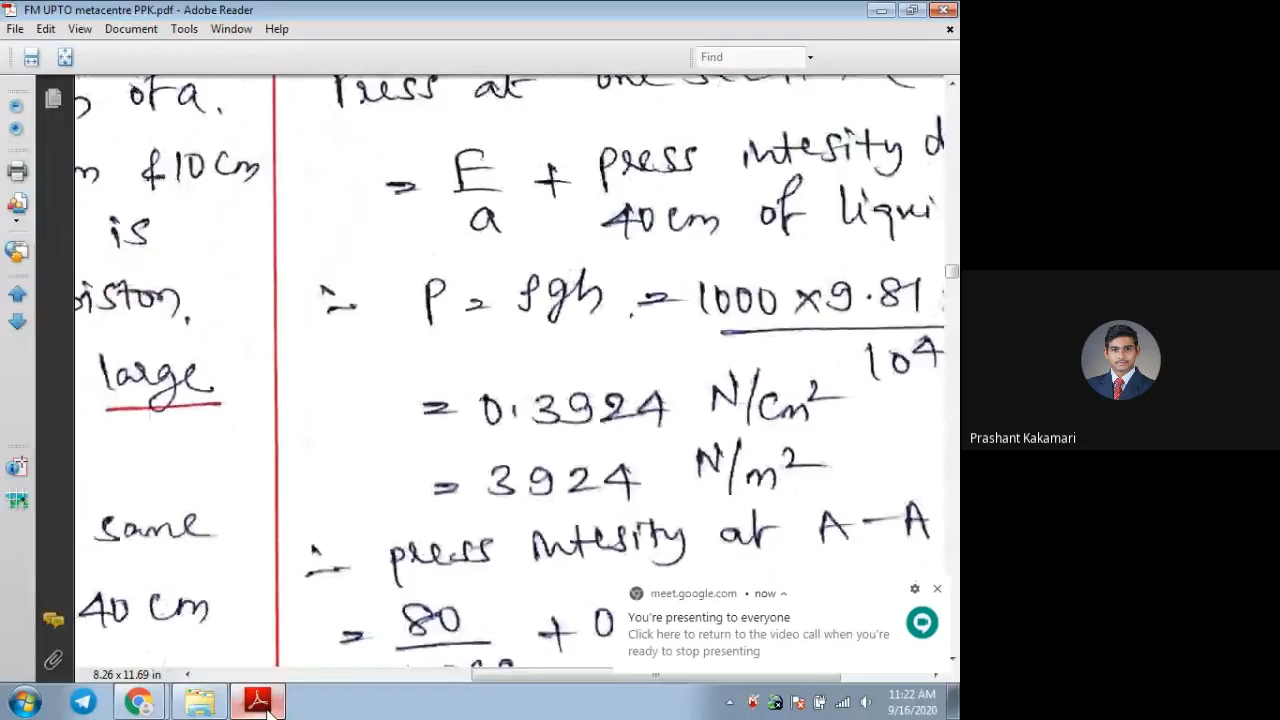 FM UPTO metacentre PPK.pdf - Adobe Reader
File Edit View Document Tools Window Help
Find
of a.
& 10 cm
is
piston.
large
same
40 cm
Press at one
= F/a + press intesity d
40 cm of liqui
∴ P = ρgh = 1000 × 9.81
10⁴
= 0.3924 N/cm²
= 3924 N/m²
∴ press intesity at A-A
= 80 + 0
meet.google.com • now
You're presenting to everyone
Click here to return to the video call when you're
ready to stop presenting
8.26 x 11.69 in
11:22 AM
9/16/2020
Prashant Kakamari